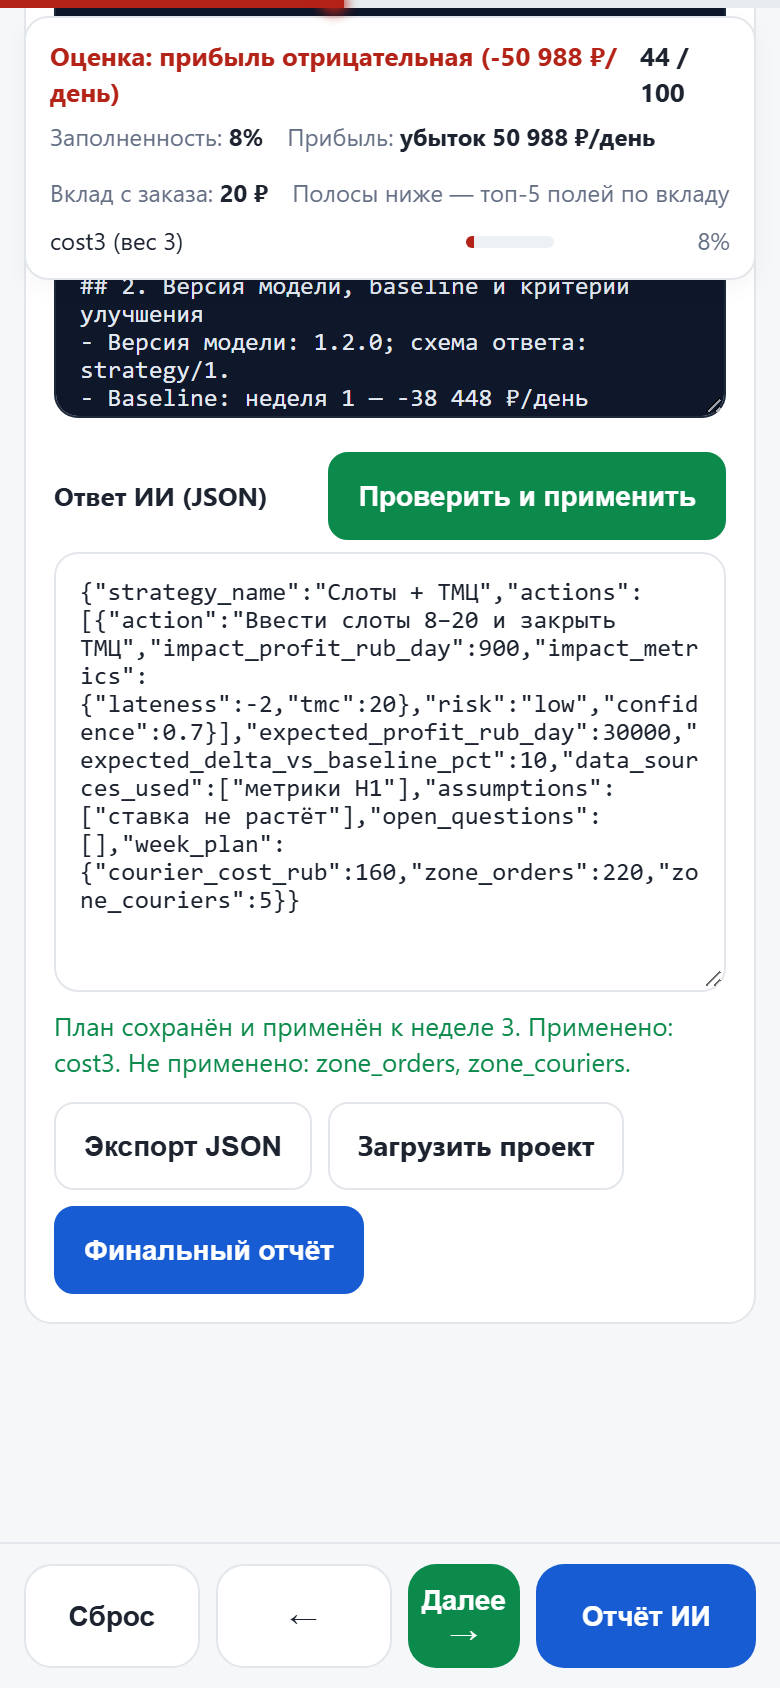 Оценка: прибыль отрицательная (-50 988 ₽/
день)
44 /
100
Заполненность: 8% Прибыль: убыток 50 988 ₽/день
Вклад с заказа: 20 ₽ Полосы ниже — топ-5 полей по вкладу
cost3 (вес 3) 8%
## 2. Версия модели, baseline и критерии
улучшения
- Версия модели: 1.2.0; схема ответа:
strategy/1.
- Baseline: неделя 1 — -38 448 ₽/день
Ответ ИИ (JSON)
Проверить и применить
{"strategy_name":"Слоты + ТМЦ","actions":
[{"action":"Ввести слоты 8–20 и закрыть
ТМЦ","impact_profit_rub_day":900,"impact_metr
ics":
{"lateness":-2,"tmc":20},"risk":"low","confid
ence":0.7}],"expected_profit_rub_day":30000,"
expected_delta_vs_baseline_pct":10,"data_sour
ces_used":["метрики Н1"],"assumptions":
["ставка не растёт"],"open_questions":
[],"week_plan":
{"courier_cost_rub":160,"zone_orders":220,"zo
ne_couriers":5}}
План сохранён и применён к неделе 3. Применено:
cost3. Не применено: zone_orders, zone_couriers.
Экспорт JSON
Загрузить проект
Финальный отчёт
Сброс
←
Далее
→
Отчёт ИИ